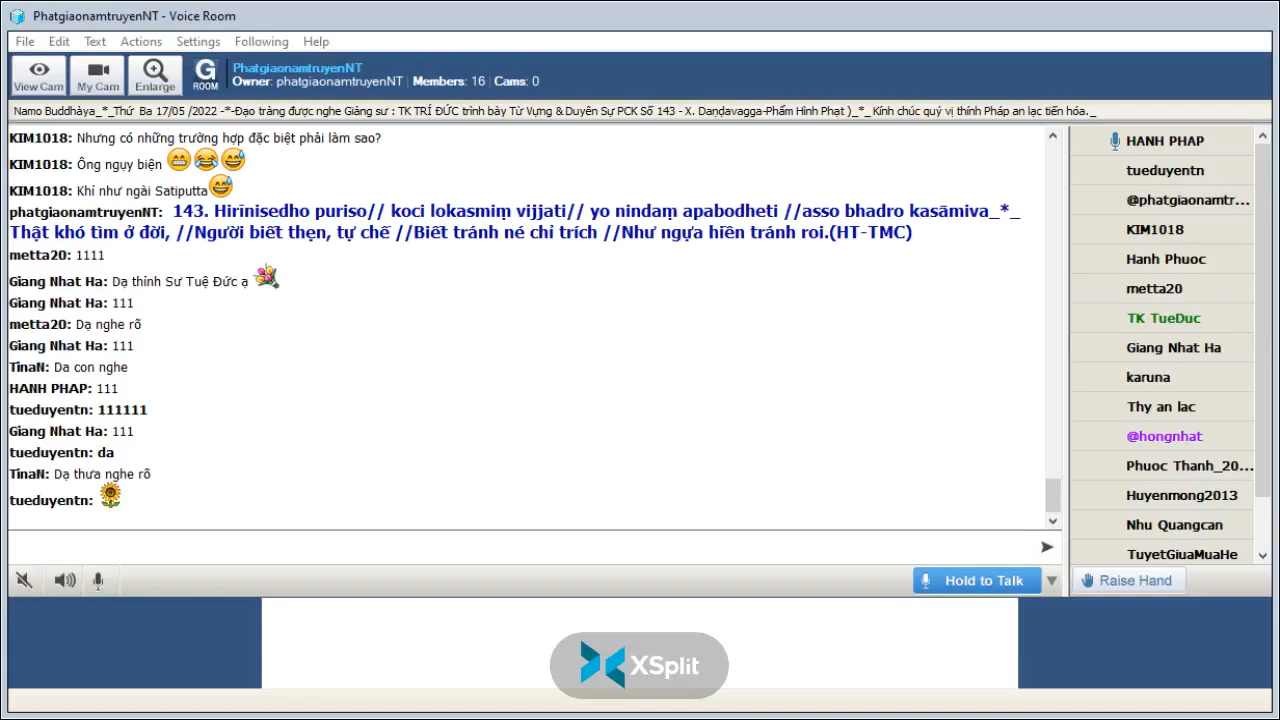 PhatgiaonamtruyenNT - Voice Room
File Edit Text Actions Settings Following Help
View Cam My Cam Enlarge G ROOM
PhatgiaonamtruyenNT
Owner: phatgiaonamtruyenNT | Members: 16 | Cams: 0
Namo Buddhàya_*_Thứ Ba 17/05 /2022 -*-Đạo tràng được nghe Giảng sư : TK TRÍ ĐỨC trình bày Từ Vựng & Duyên Sự PCK Số 143 - X. Daṇḍavagga-Phẩm Hình Phạt )_*_ Kính chúc quý vị thính Pháp an lạc tiến hóa._
KIM1018: Nhưng có những trường hợp đặc biệt phải làm sao?
KIM1018: Ông ngụy biện
KIM1018: Khỉ như ngài Satiputta
phatgiaonamtruyenNT: 143. Hirīnisedho puriso// koci lokasmiṃ vijjati// yo nindaṃ apabodheti //asso bhadro kasāmiva_*_
Thật khó tìm ở đời, //Người biết thẹn, tự chế //Biết tránh né chỉ trích //Như ngựa hiền tránh roi.(HT-TMC)
metta20: 1111
Giang Nhat Ha: Dạ thỉnh Sư Tuệ Đức ạ
Giang Nhat Ha: 111
metta20: Dạ nghe rõ
Giang Nhat Ha: 111
TinaN: Da con nghe
HANH PHAP: 111
tueduyentn: 111111
Giang Nhat Ha: 111
tueduyentn: da
TinaN: Dạ thưa nghe rõ
tueduyentn:
Hold to Talk
HANH PHAP
tueduyentn
@phatgiaonamtr...
KIM1018
Hanh Phuoc
metta20
TK TueDuc
Giang Nhat Ha
karuna
Thy an lac
@hongnhat
Phuoc Thanh_20...
Huyenmong2013
Nhu Quangcan
TuyetGiuaMuaHe
Raise Hand
XSplit